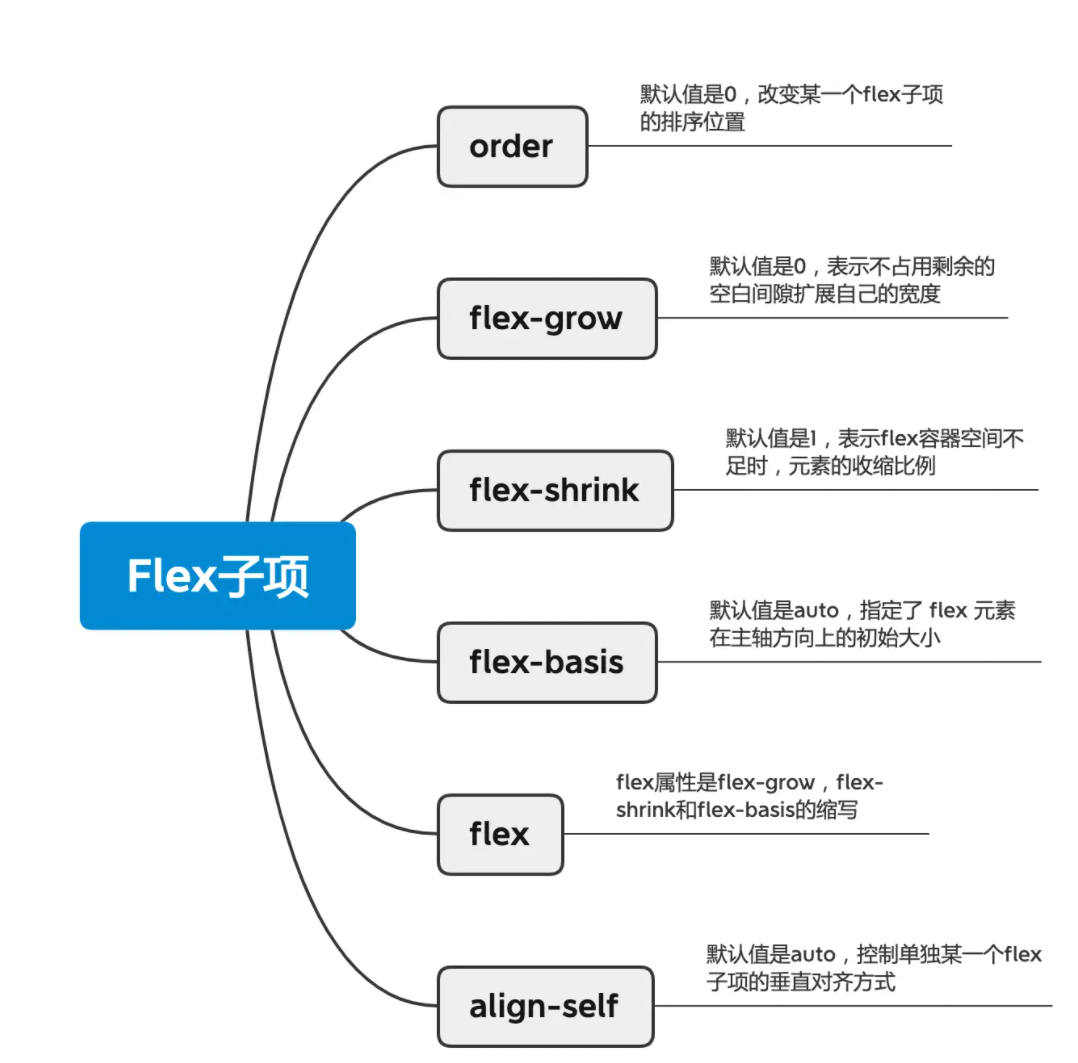 默认值是0，改变某一个flex子项
的排序位置
order
默认值是0，表示不占用剩余的
空白间隙扩展自己的宽度
flex-grow
默认值是1，表示flex容器空间不
足时，元素的收缩比例
flex-shrink
Flex子项
默认值是auto，指定了 flex 元素
在主轴方向上的初始大小
flex-basis
flex属性是flex-grow，flex-
shrink和flex-basis的缩写
flex
默认值是auto，控制单独某一个flex
子项的垂直对齐方式
align-self